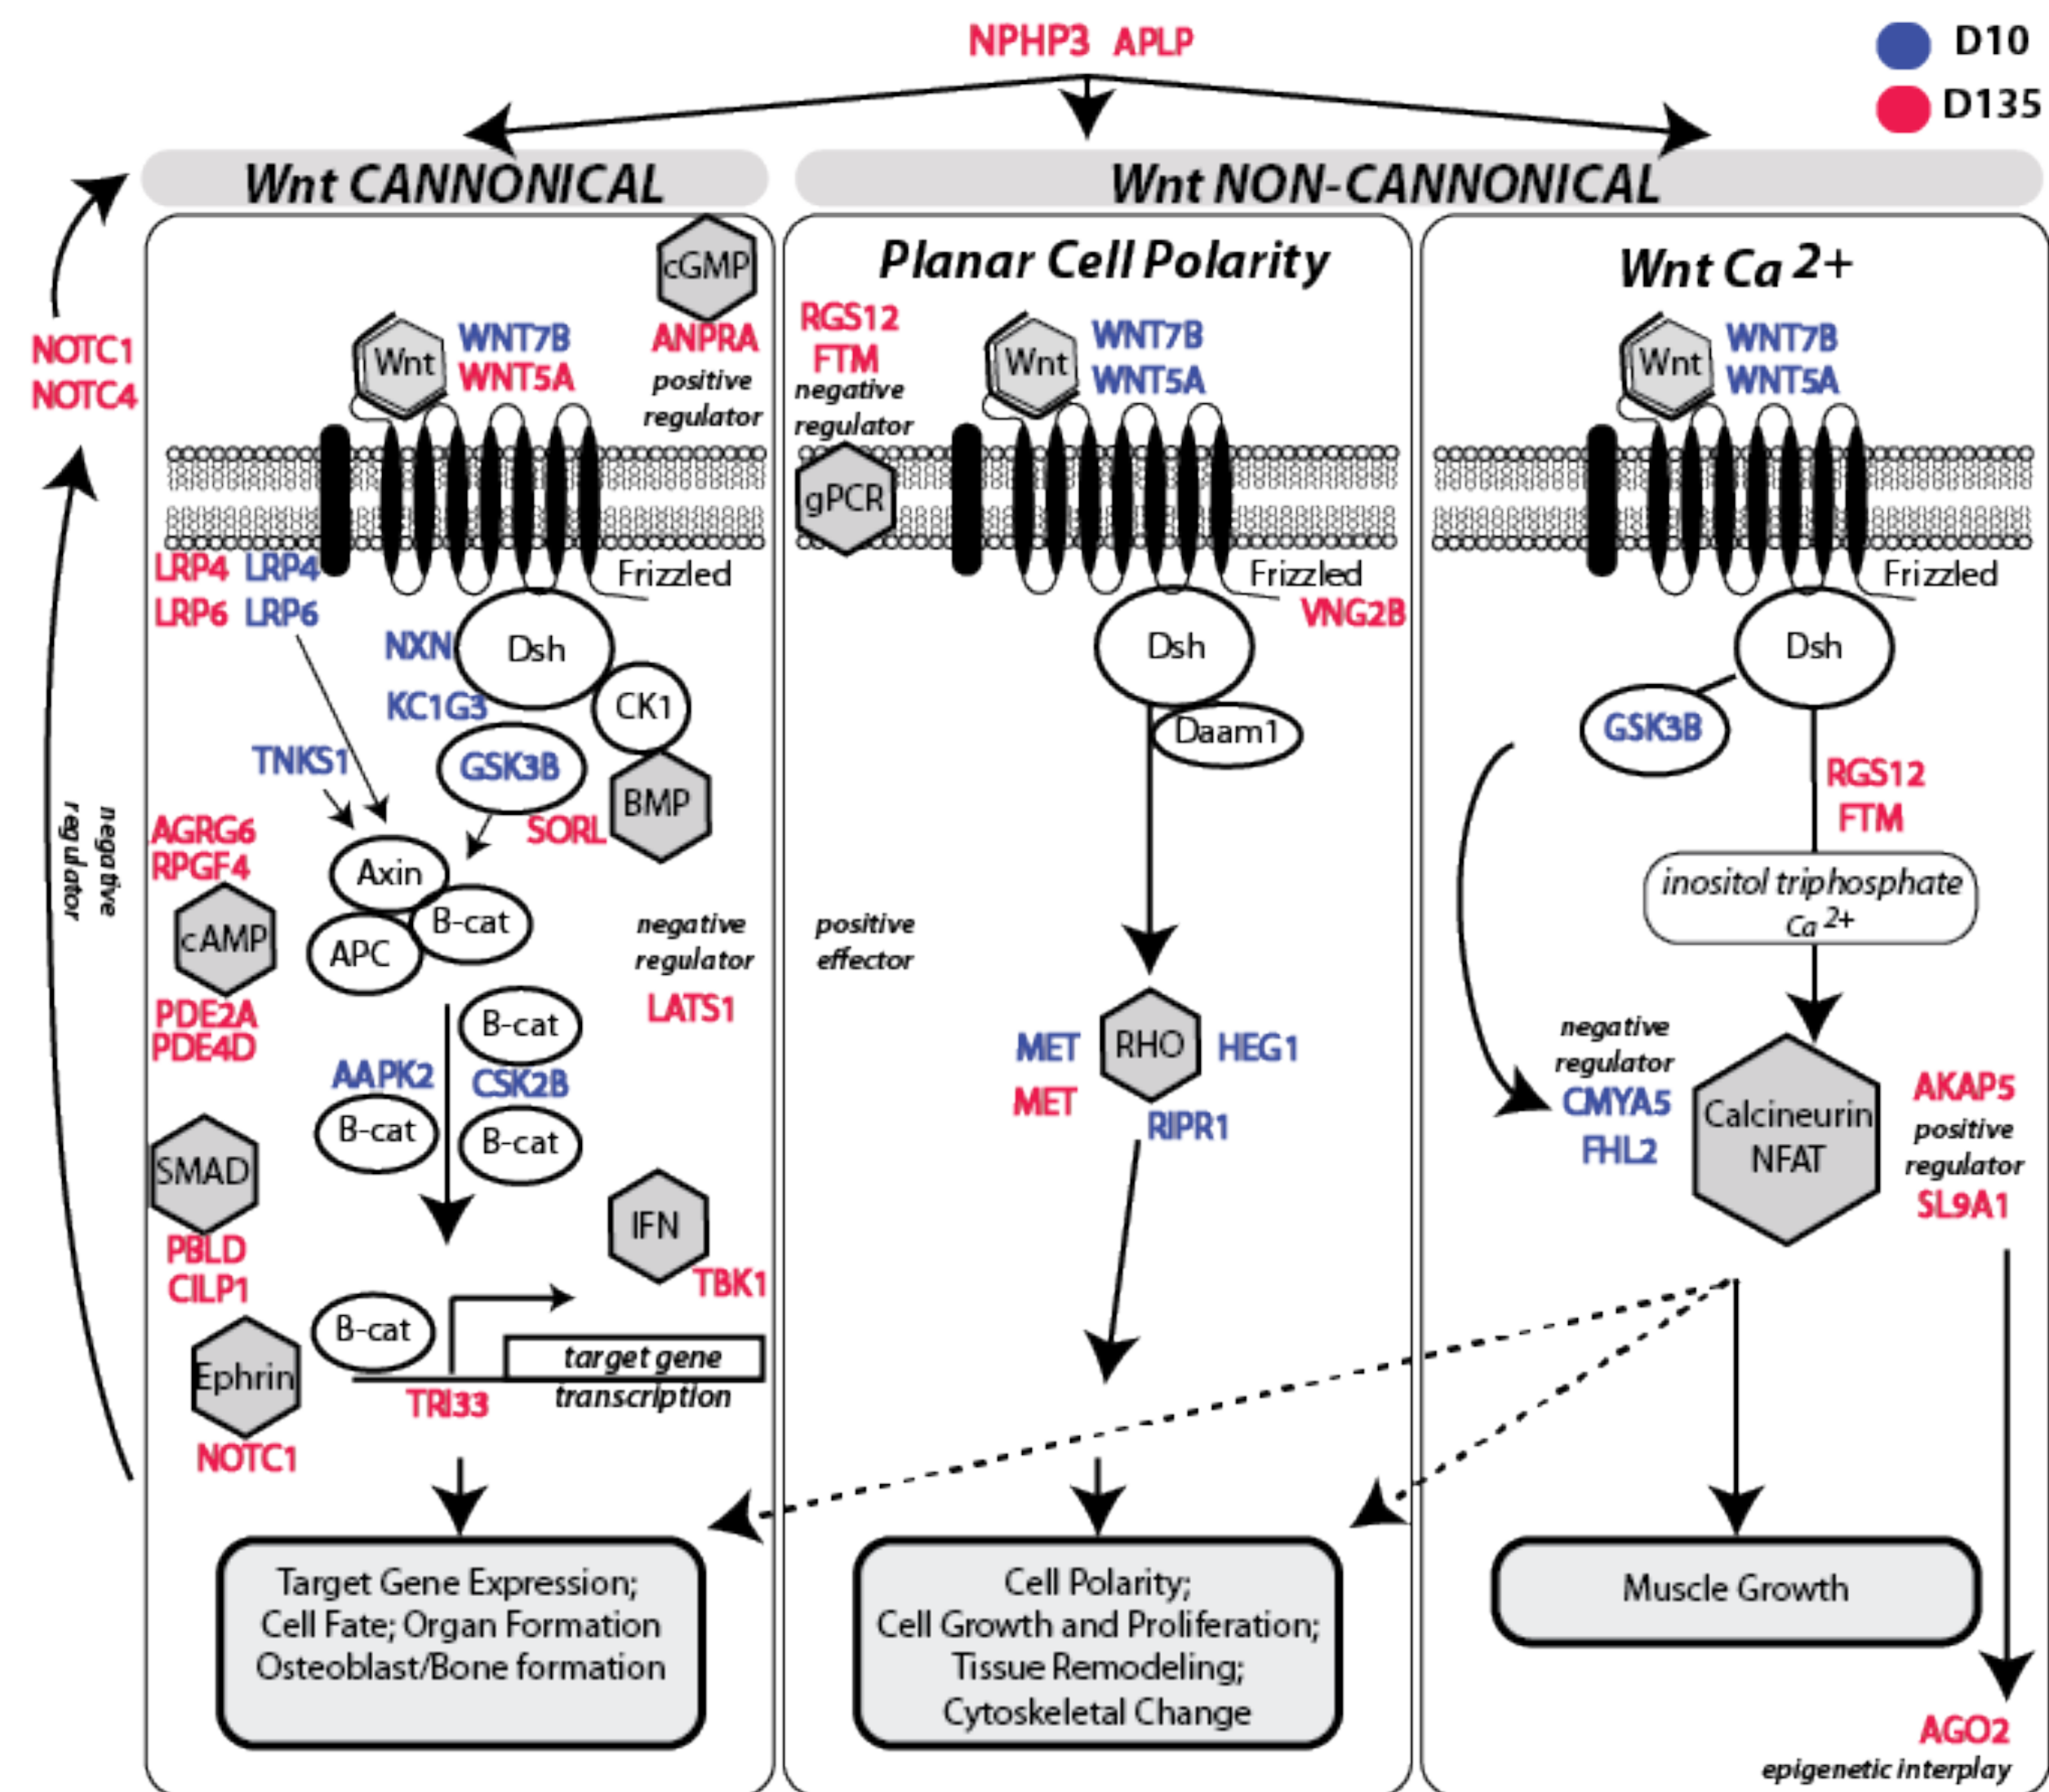 NPHP3 APLP
D10
D135
Wnt CANNONICAL
Wnt NON-CANNONICAL
NOTC1
NOTC4
negative
regulator
cGMP
ANPRA
positive
regulator
Wnt
WNT7B
WNT5A
LRP4 LRP4
LRP6 LRP6
Frizzled
NXN
Dsh
KC1G3
CK1
TNKS1
GSK3B
BMP
SORL
AGRG6
RPGF4
cAMP
PDE2A
PDE4D
Axin
B-cat
APC
negative
regulator
LATS1
B-cat
AAPK2
CSK2B
B-cat
B-cat
SMAD
PBLD
CILP1
IFN
TBK1
Ephrin
NOTC1
B-cat
TRI33
target gene
transcription
Target Gene Expression;
Cell Fate; Organ Formation
Osteoblast/Bone formation
Planar Cell Polarity
RGS12
FTM
negative
regulator
gPCR
Wnt
WNT7B
WNT5A
Frizzled
VNG2B
Dsh
Daam1
positive
effector
MET
RHO
HEG1
MET
RIPR1
Cell Polarity;
Cell Growth and Proliferation;
Tissue Remodeling;
Cytoskeletal Change
Wnt Ca 2+
Wnt
WNT7B
WNT5A
Frizzled
Dsh
GSK3B
RGS12
FTM
inositol triphosphate
Ca 2+
negative
regulator
CMYA5
FHL2
Calcineurin
NFAT
AKAP5
positive
regulator
SL9A1
Muscle Growth
AGO2
epigenetic interplay